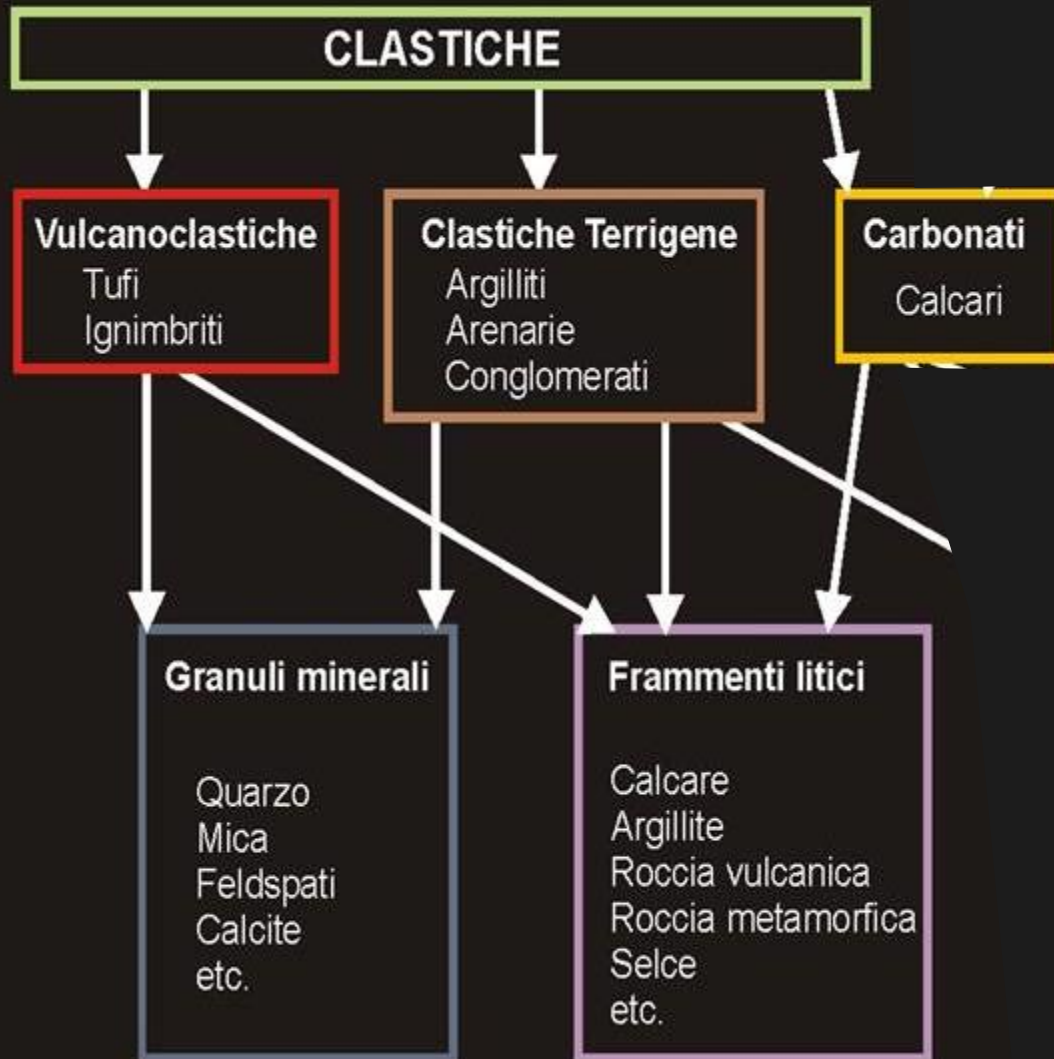 CLASTICHE
Vulcanoclastiche
Tufi
Ignimbriti
Clastiche Terrigene
Argilliti
Arenarie
Conglomerati
Carbonati
Calcari
Granuli minerali
Quarzo
Mica
Feldspati
Calcite
etc.
Frammenti litici
Calcare
Argillite
Roccia vulcanica
Roccia metamorfica
Selce
etc.